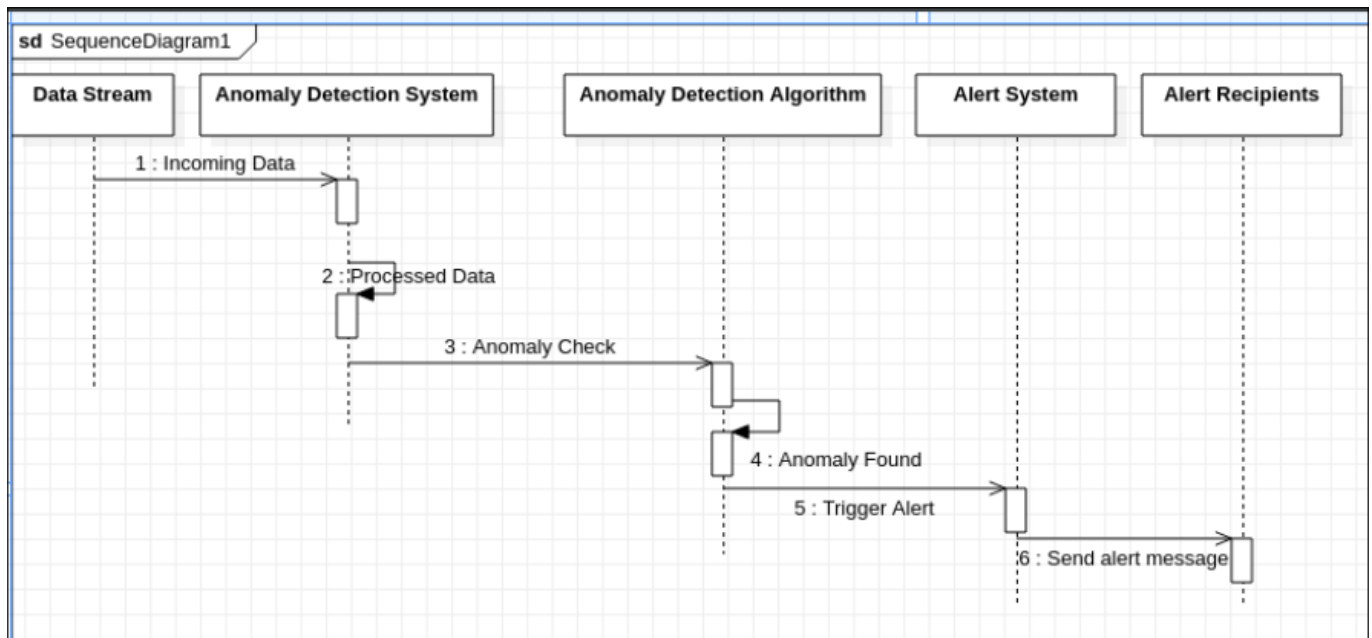 sd SequenceDiagram1
Data Stream
Anomaly Detection System
Anomaly Detection Algorithm
Alert System
Alert Recipients
1 : Incoming Data
2 : Processed Data
3 : Anomaly Check
4 : Anomaly Found
5 : Trigger Alert
6 : Send alert message